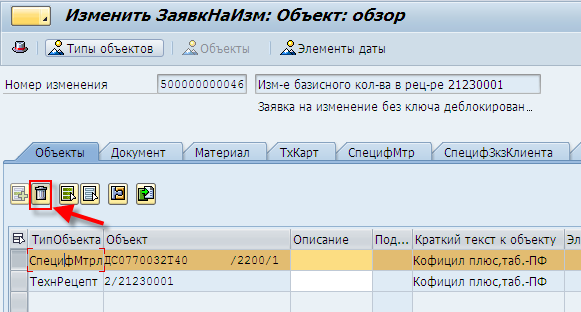 Изменить ЗаявкНаИзм: Объект: обзор
Типы объектов Объекты Элементы даты
Номер изменения 500000000046 Изм-е базисного кол-ва в рец-ре 21230001
Заявка на изменение без ключа деблокирован…
Объекты Документ Материал ТхКарт СпецифМтр СпецифЗкзКлиента
ТипОбъекта Объект Описание Под... Краткий текст к объекту Эл
СпецифМтрл ДС0770032Т40 /2200/1 Кофицил плюс,таб.-ПФ
ТехнРецепт 2/21230001 Кофицил плюс,таб.-ПФ